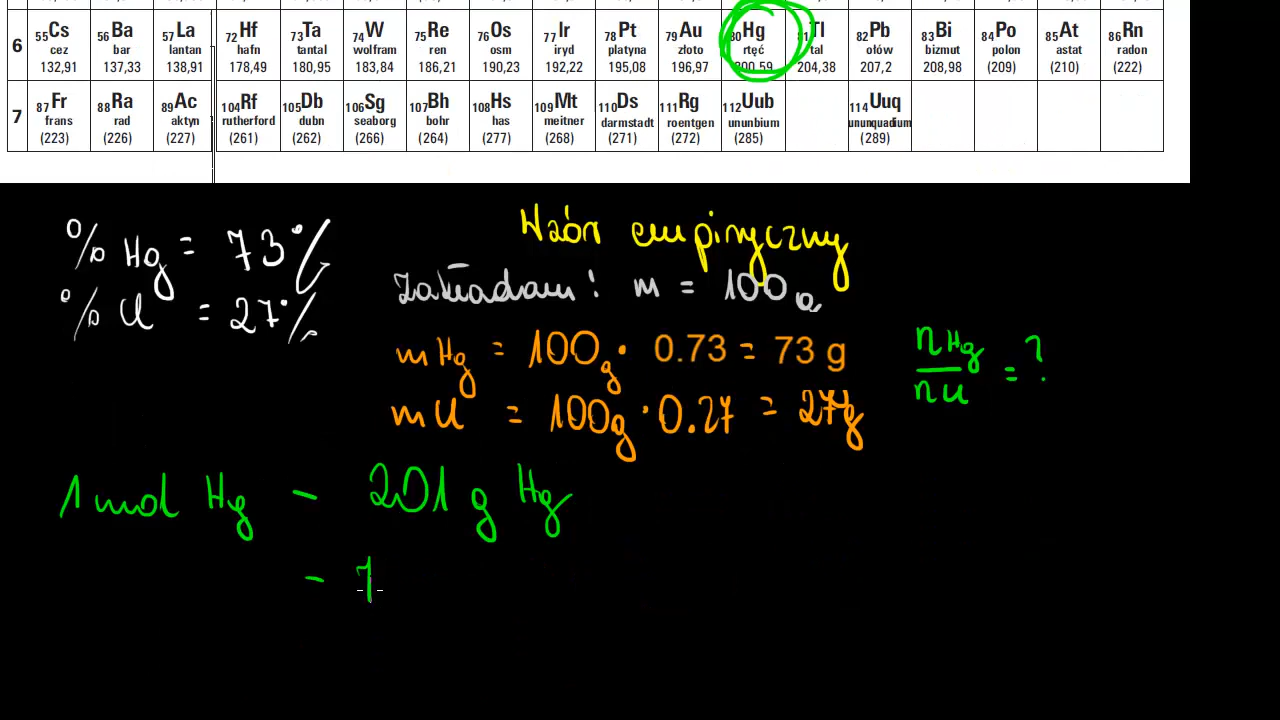 6 55Cs 56Ba 57La 72Hf 73Ta 74W 75Re 76Os 77Ir 78Pt 79Au 80Hg 81Tl 82Pb 83Bi 84Po 85At 86Rn
cez bar lantan hafn tantal wolfram ren osm iryd platyna złoto rtęć tal ołów bizmut polon astat radon
132,91 137,33 138,91 178,49 180,95 183,84 186,21 190,23 192,22 195,08 196,97 200,59 204,38 207,2 208,98 (209) (210) (222)
7 87Fr 88Ra 89Ac 104Rf 105Db 106Sg 107Bh 108Hs 109Mt 110Ds 111Rg 112Uub 114Uuq
frans rad aktyn rutherford dubn seaborg bohr has meitner darmstadt roentgen ununbium ununquadium
(223) (226) (227) (261) (262) (266) (264) (277) (268) (271) (272) (285) (289)
% Hg = 73%
% Cl = 27%
Wzór empiryczny
Zakładam: m = 100g
mHg = 100g · 0.73 = 73 g
mCl = 100g · 0.27 = 27g
nHg
nCl = ?
1 mol Hg - 201 g Hg
- 7